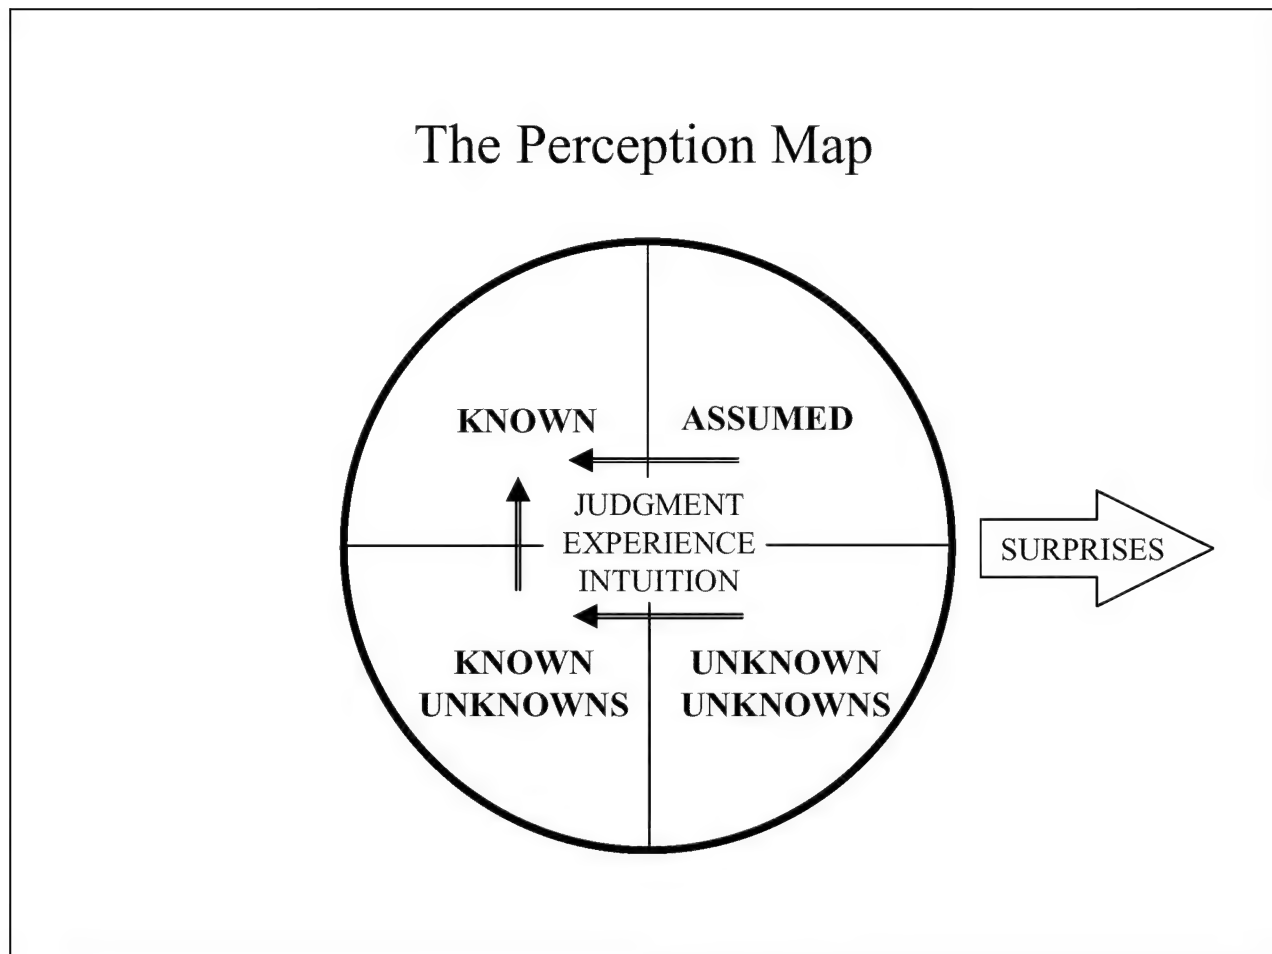 The Perception Map
KNOWN
ASSUMED
JUDGMENT
EXPERIENCE
INTUITION
SURPRISES
KNOWN
UNKNOWNS
UNKNOWN
UNKNOWNS